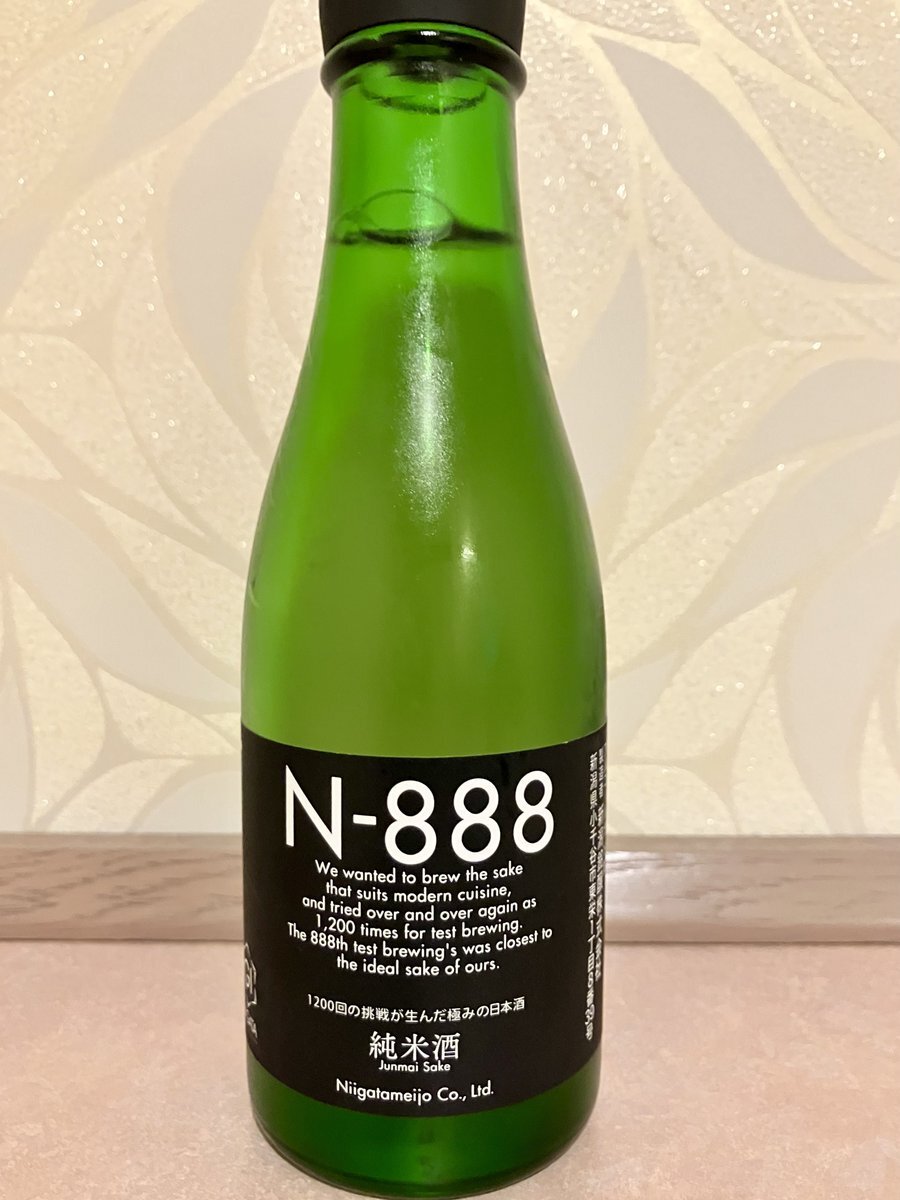 N-888
We wanted to brew the sake
that suits modern cuisine,
and tried over and over again as
1,200 times for test brewing.
The 888th test brewing's was closest to
the ideal sake of ours.
1200回の挑戦が生んだ極みの日本酒
純米酒
Junmai Sake
Niigatameijo Co., Ltd.